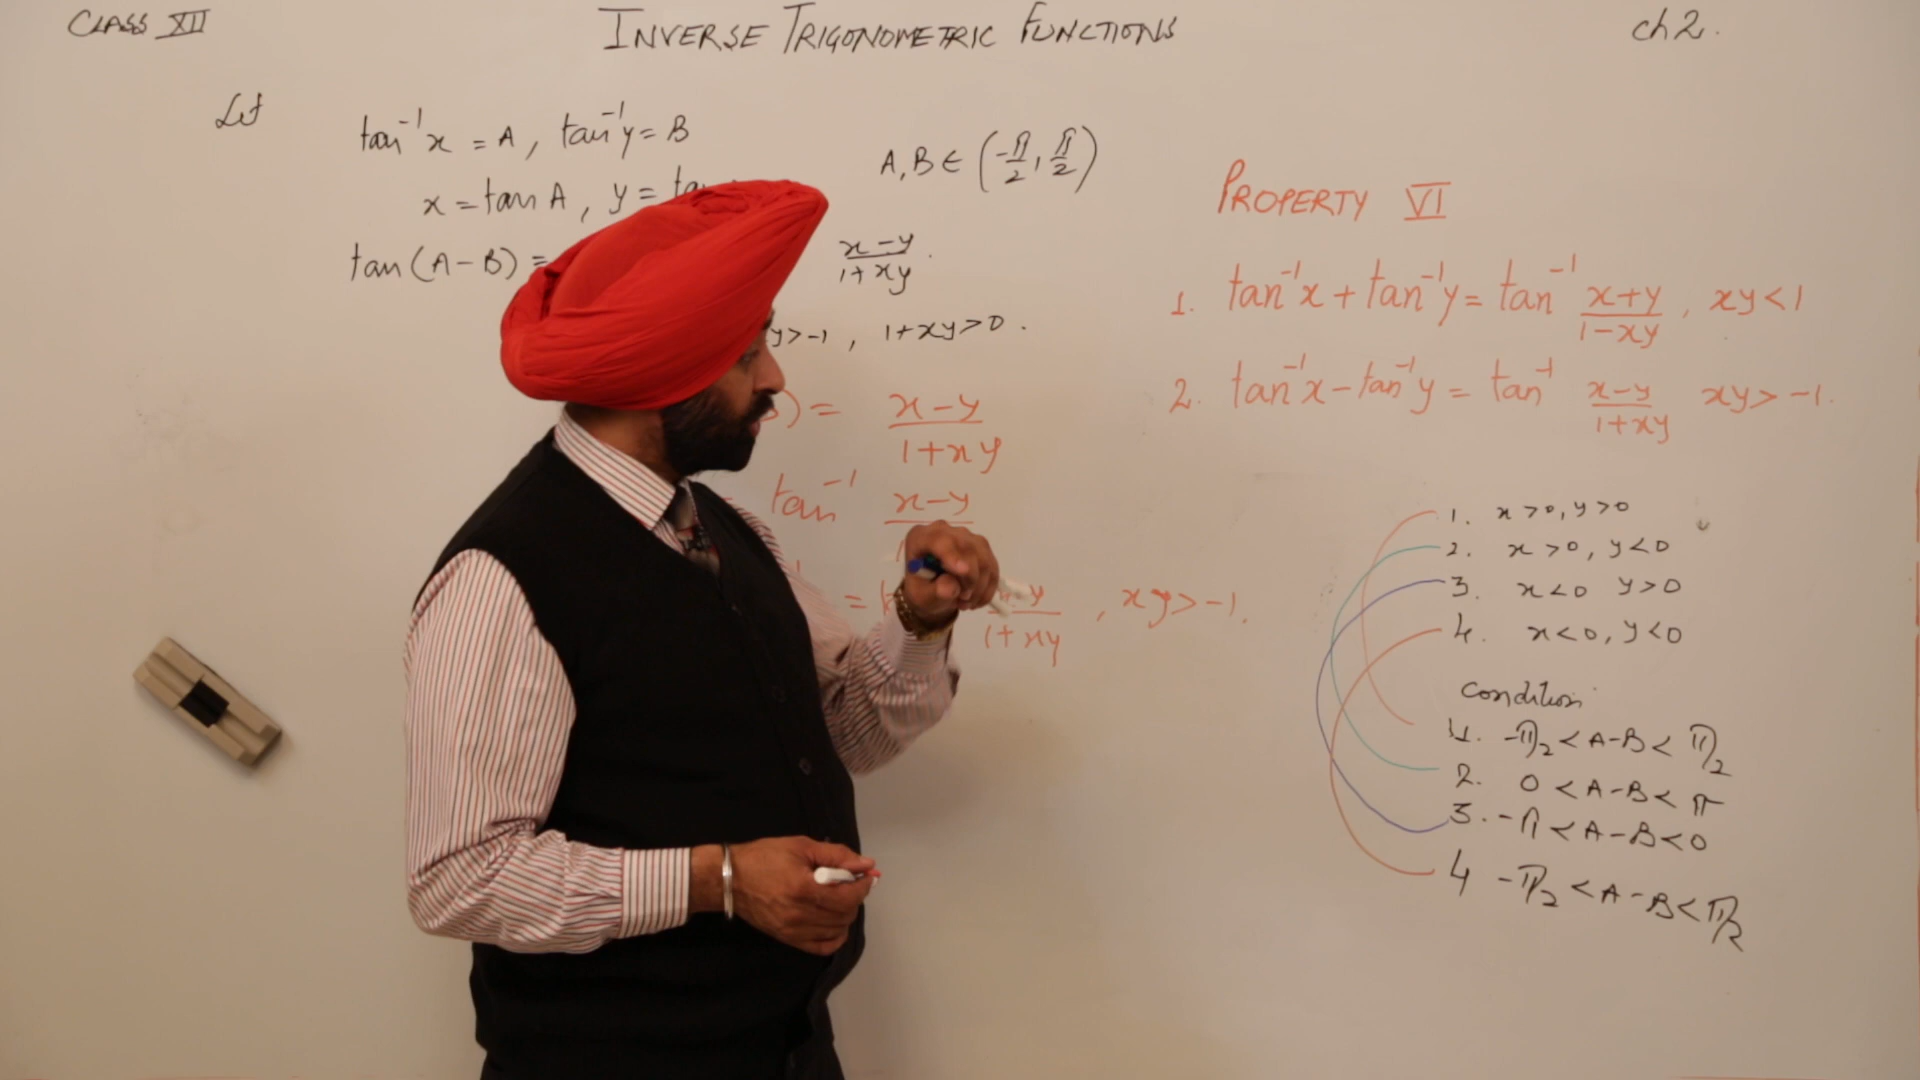 CLASS XII
INVERSE TRIGONOMETRIC FUNCTIONS
ch 2.
Let
tan⁻¹x = A, tan⁻¹y = B
A, B ∈ (-π/2, π/2)
x = tan A, y = ta
tan (A - B) = x-y/1+xy.
y > -1, 1+xy > 0.
) = x-y/1+xy
= tan⁻¹ x-y
= y/1+xy, xy > -1.
PROPERTY VI
1. tan⁻¹x + tan⁻¹y = tan⁻¹ x+y/1-xy, xy < 1
2. tan⁻¹x - tan⁻¹y = tan⁻¹ x-y/1+xy xy > -1.
1. x > 0, y > 0
2. x > 0, y < 0
3. x < 0 y > 0
4. x < 0, y < 0
Condition
1. -π/2 < A-B < π/2
2. 0 < A-B < π
3. -π < A-B < 0
4 -π/2 < A-B < π/2